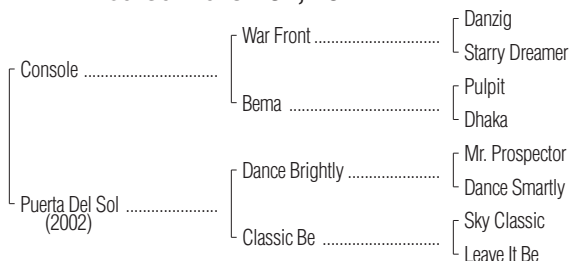 Danzig
War Front ..............................
Starry Dreamer
Console ................................
Pulpit
Bema .....................................
Dhaka
Mr. Prospector
Dance Brightly ......................
Dance Smartly
Puerta Del Sol ......................
(2002)
Sky Classic
Classic Be .............................
Leave It Be